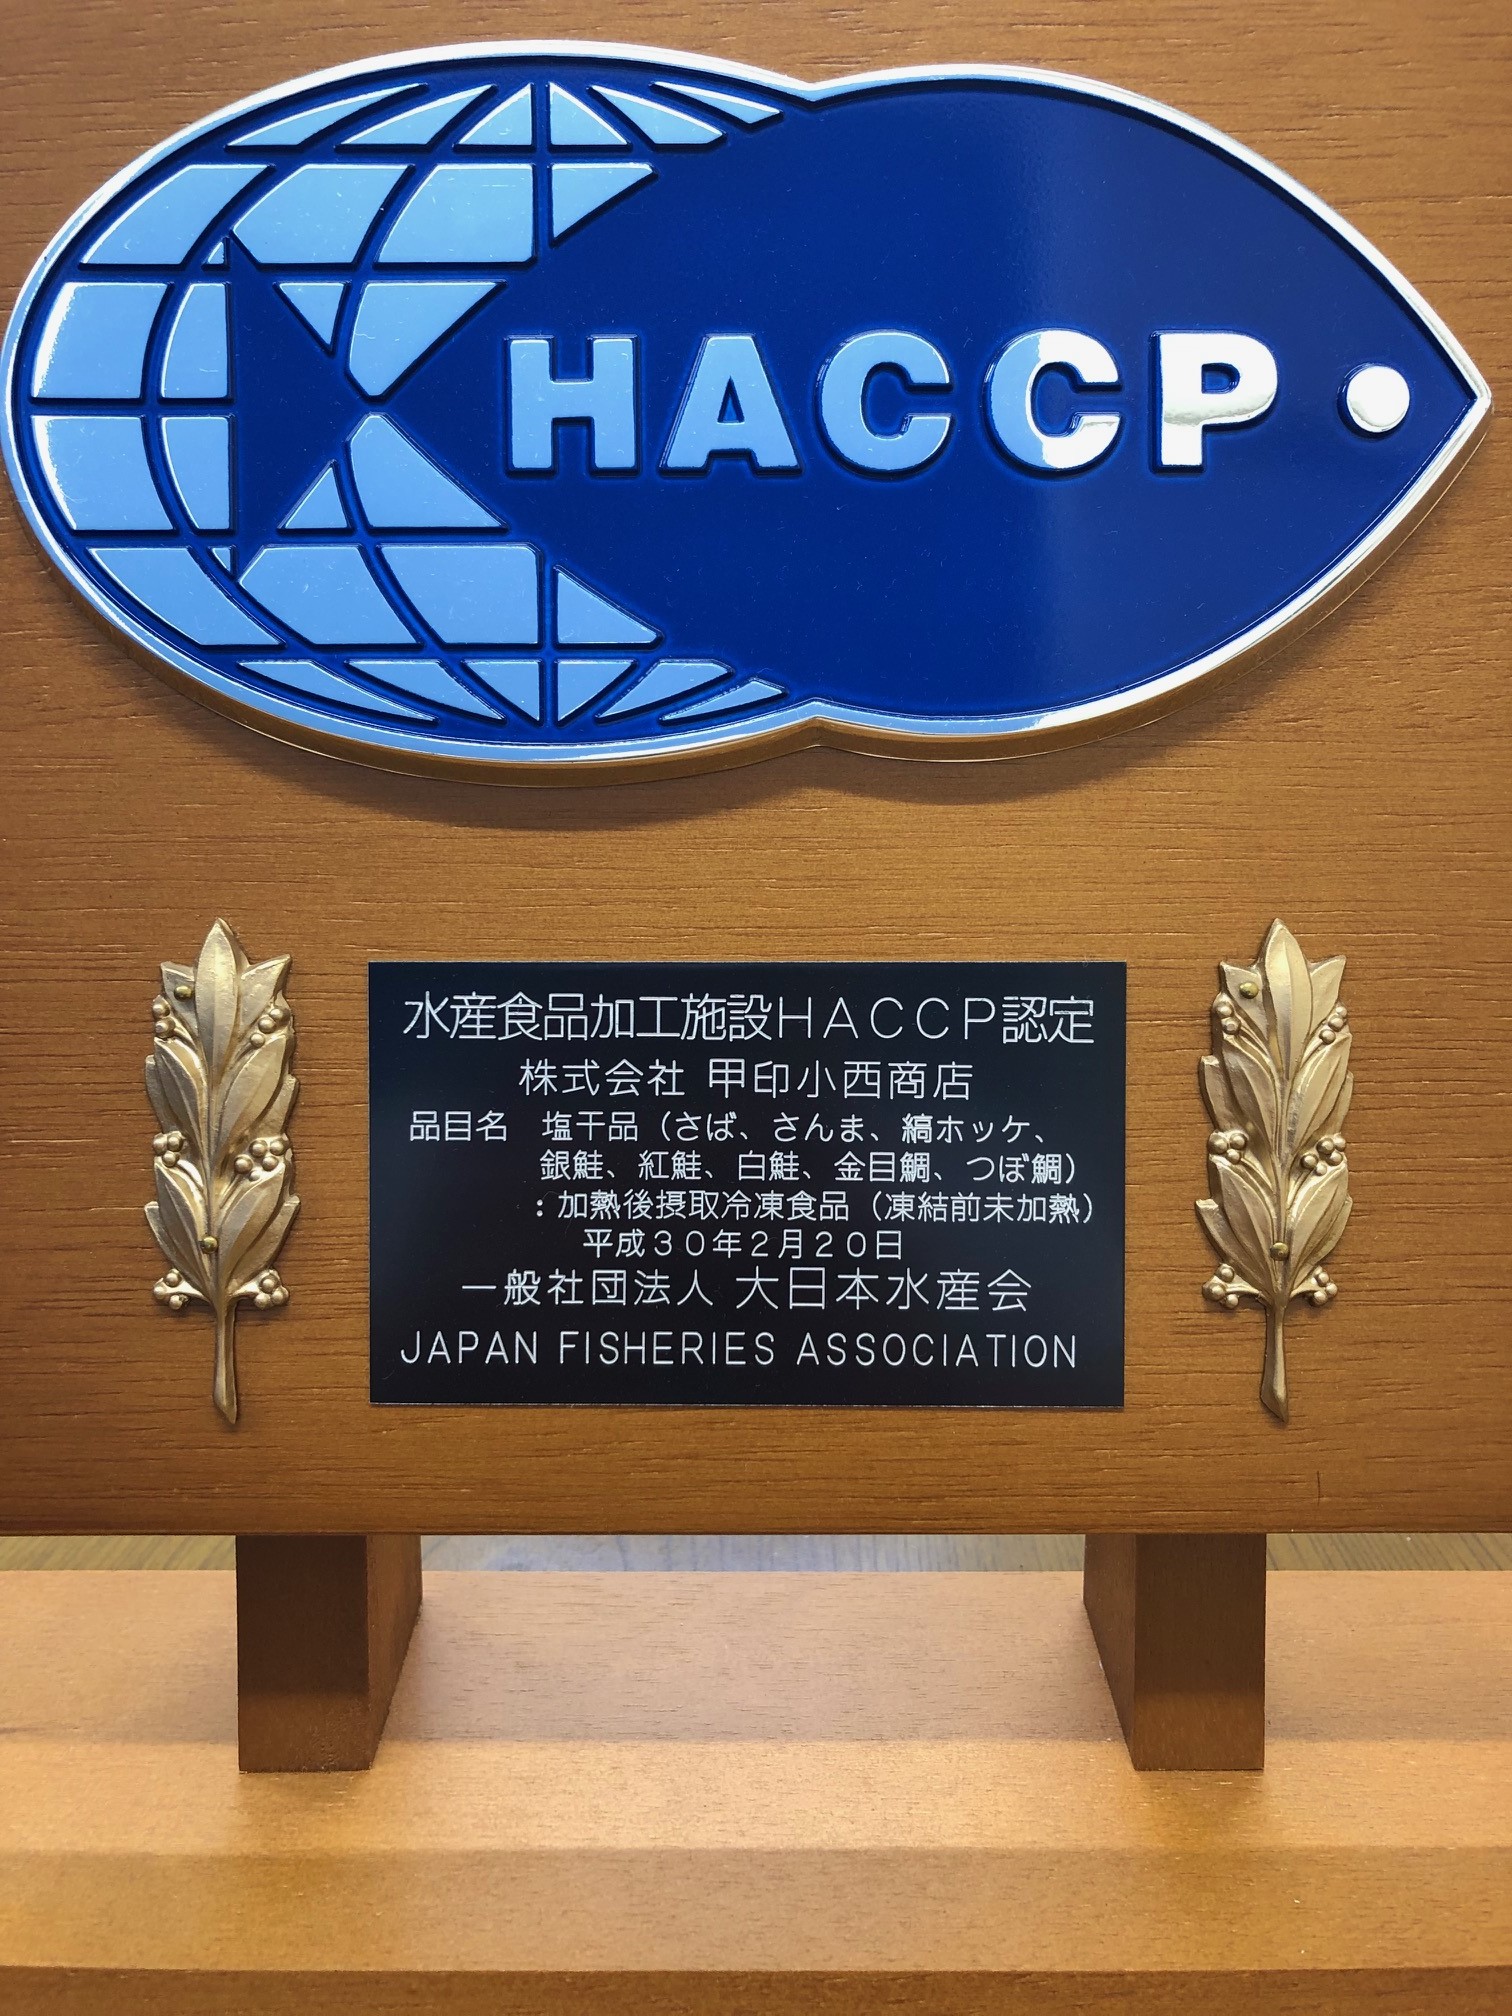 HACCP
水産食品加工施設HACCP認定
株式会社 甲印小西商店
品目名 塩干品(さば、さんま、縞ホッケ、
銀鮭、紅鮭、白鮭、金目鯛、つぼ鯛)
:加熱後摂取冷凍食品(凍結前未加熱)
平成30年2月20日
一般社団法人 大日本水産会
JAPAN FISHERIES ASSOCIATION